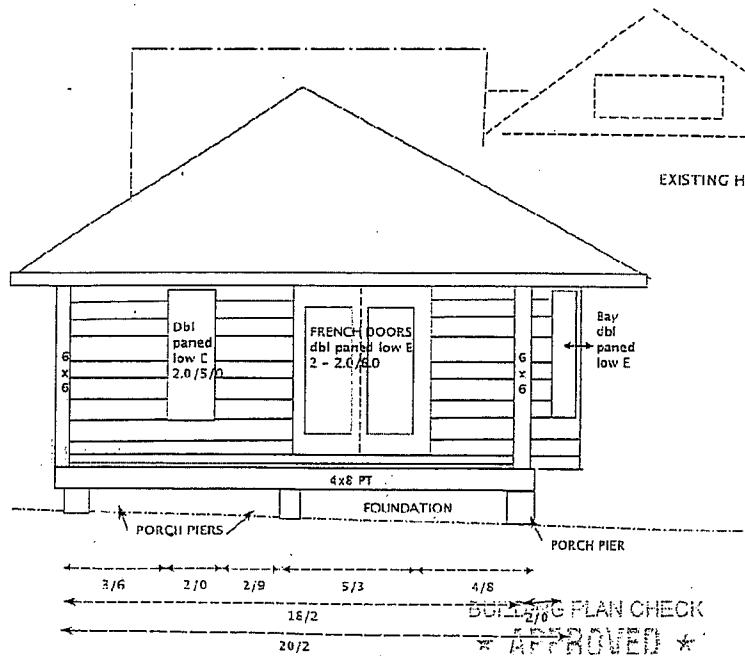 EXISTING H
Dbl
paned
low E
2.0/5/0
FRENCH DOORS
dbl paned low E
2 - 2.0/6.0
Bay
dbl
paned
low E
6
x
6
6
x
6
4x8 PT
FOUNDATION
PORCH PIERS
PORCH PIER
3/6 2/0 2/9 5/3 4/8
18/2 2/0
20/2
BUILDING PLAN CHECK
★ APPROVED ★